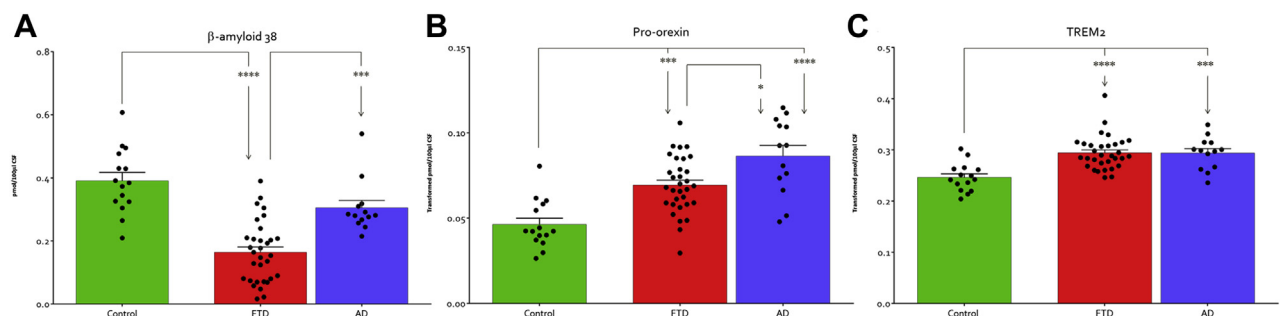 A
β-amyloid 38
0.8
0.6
0.4
0.2
0.0
pmol/100µl CSF
****
***
Control
FTD
AD
B
Pro-orexin
0.15
0.10
0.05
0.00
Transformed pmol/100µl CSF
***
*
****
Control
FTD
AD
C
TREM2
0.5
0.4
0.3
0.2
0.1
0.0
Transformed pmol/100µl CSF
****
***
Control
FTD
AD